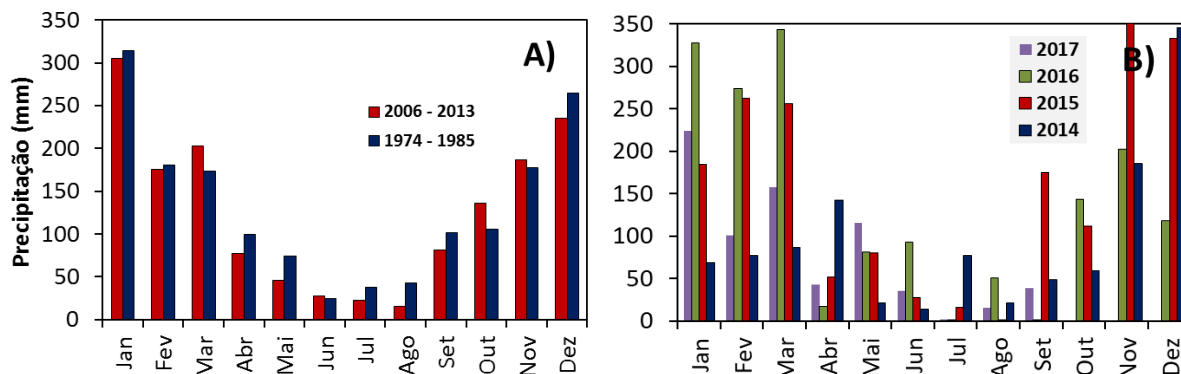 Precipitação (mm)
350
300
250
200
150
100
50
0
A)
2006 - 2013
1974 - 1985
Jan Fev Mar Abr Mai Jun Jul Ago Set Out Nov Dez
350
300
250
200
150
100
50
0
B)
2017
2016
2015
2014
Jan Fev Mar Abr Mai Jun Jul Ago Set Out Nov Dez